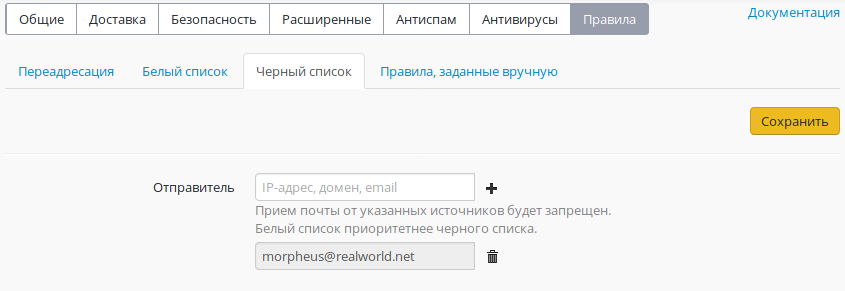 Общие Доставка Безопасность Расширенные Антиспам Антивирусы Правила Документация
Переадресация Белый список Черный список Правила, заданные вручную
Сохранить
Отправитель IP-адрес, домен, email
Прием почты от указанных источников будет запрещен.
Белый список приоритетнее черного списка.
morpheus@realworld.net